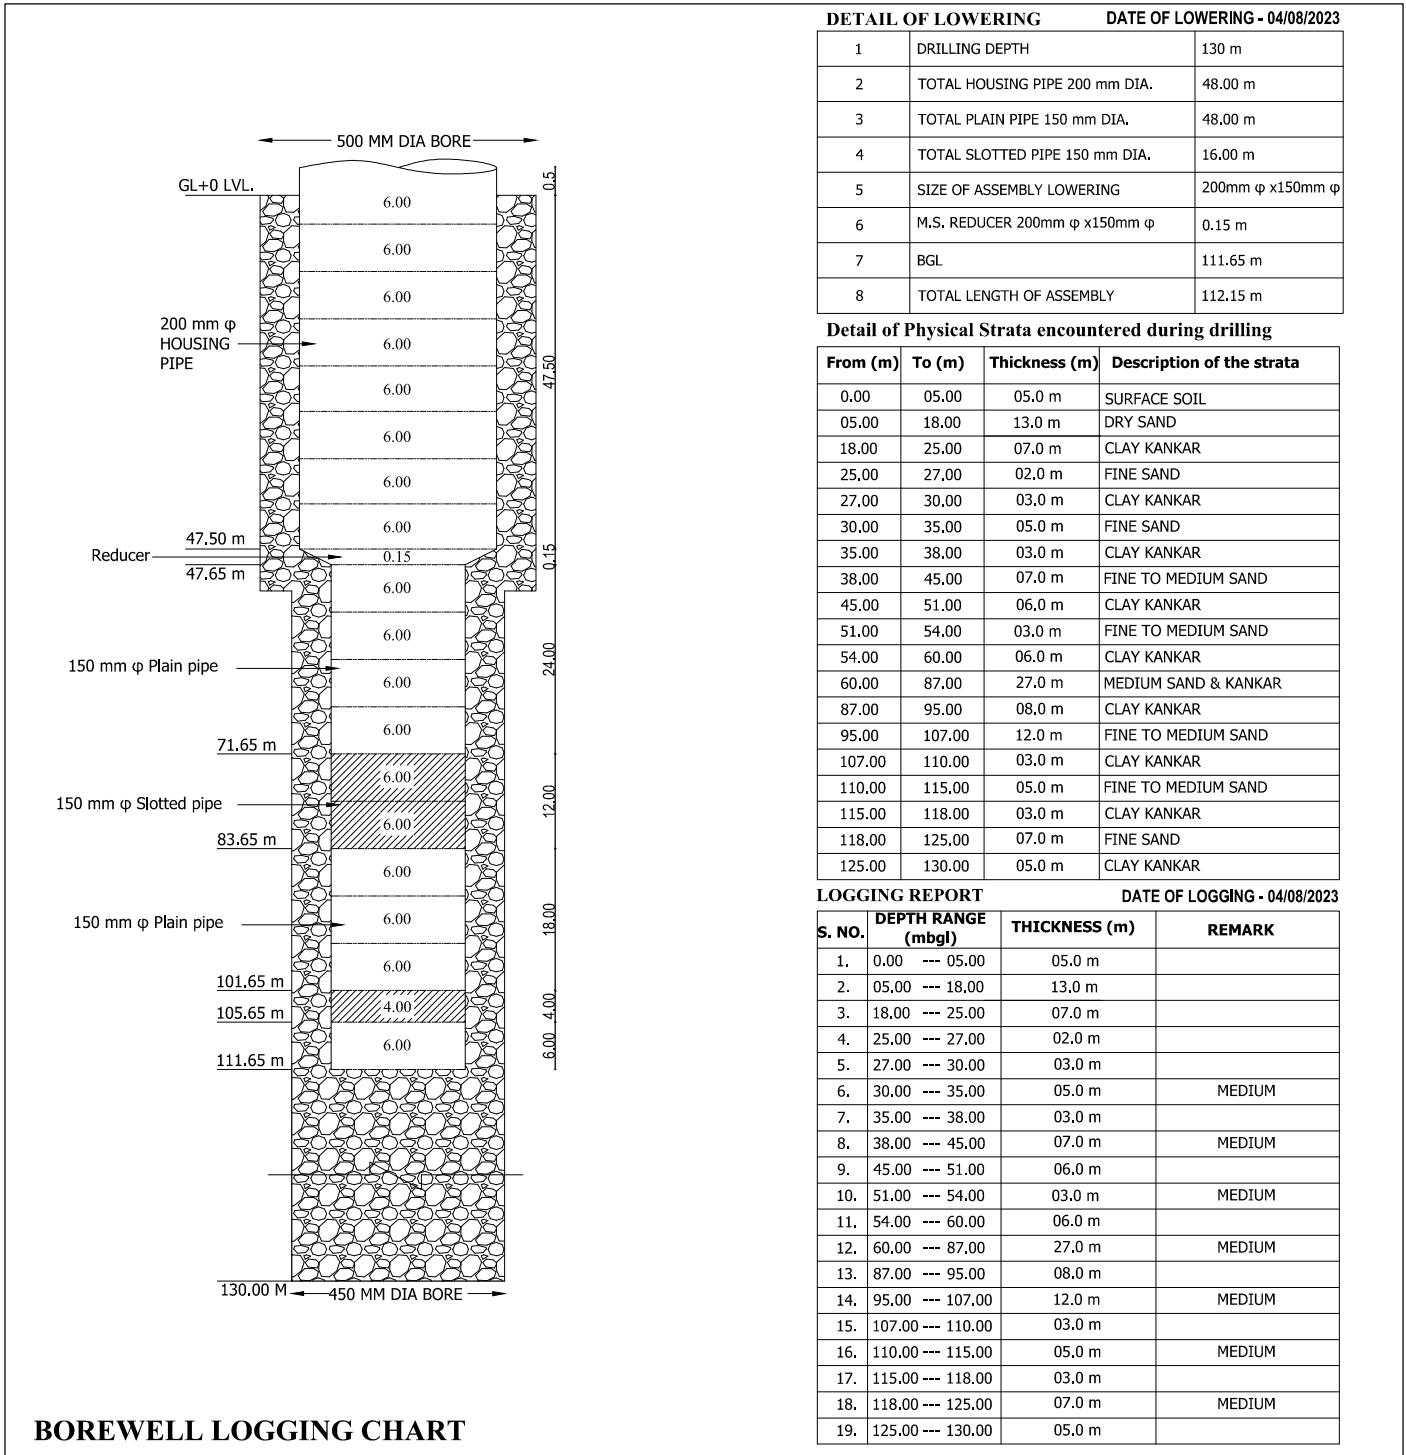 500 MM DIA BORE
GL+0 LVL.
0.5
6.00
6.00
6.00
200 mm φ
HOUSING
PIPE
6.00
47.50
6.00
6.00
6.00
6.00
47.50 m
Reducer
0.15
0.15
47.65 m
6.00
6.00
150 mm φ Plain pipe
24.00
6.00
6.00
71.65 m
6.00
150 mm φ Slotted pipe
12.00
6.00
83.65 m
6.00
150 mm φ Plain pipe
6.00
18.00
6.00
101.65 m
4.00
4.00
105.65 m
6.00
6.00
111.65 m
130.00 M
450 MM DIA BORE
BOREWELL LOGGING CHART
DETAIL OF LOWERING DATE OF LOWERING - 04/08/2023
1 DRILLING DEPTH 130 m
2 TOTAL HOUSING PIPE 200 mm DIA. 48.00 m
3 TOTAL PLAIN PIPE 150 mm DIA. 48.00 m
4 TOTAL SLOTTED PIPE 150 mm DIA. 16.00 m
5 SIZE OF ASSEMBLY LOWERING 200mm φ x150mm φ
6 M.S. REDUCER 200mm φ x150mm φ 0.15 m
7 BGL 111.65 m
8 TOTAL LENGTH OF ASSEMBLY 112.15 m
Detail of Physical Strata encountered during drilling
From (m) To (m) Thickness (m) Description of the strata
0.00 05.00 05.0 m SURFACE SOIL
05.00 18.00 13.0 m DRY SAND
18.00 25.00 07.0 m CLAY KANKAR
25.00 27.00 02.0 m FINE SAND
27.00 30.00 03.0 m CLAY KANKAR
30.00 35.00 05.0 m FINE SAND
35.00 38.00 03.0 m CLAY KANKAR
38.00 45.00 07.0 m FINE TO MEDIUM SAND
45.00 51.00 06.0 m CLAY KANKAR
51.00 54.00 03.0 m FINE TO MEDIUM SAND
54.00 60.00 06.0 m CLAY KANKAR
60.00 87.00 27.0 m MEDIUM SAND & KANKAR
87.00 95.00 08.0 m CLAY KANKAR
95.00 107.00 12.0 m FINE TO MEDIUM SAND
107.00 110.00 03.0 m CLAY KANKAR
110.00 115.00 05.0 m FINE TO MEDIUM SAND
115.00 118.00 03.0 m CLAY KANKAR
118.00 125.00 07.0 m FINE SAND
125.00 130.00 05.0 m CLAY KANKAR
LOGGING REPORT DATE OF LOGGING - 04/08/2023
S. NO. DEPTH RANGE (mbgl) THICKNESS (m) REMARK
1. 0.00 --- 05.00 05.0 m
2. 05.00 --- 18.00 13.0 m
3. 18.00 --- 25.00 07.0 m
4. 25.00 --- 27.00 02.0 m
5. 27.00 --- 30.00 03.0 m
6. 30.00 --- 35.00 05.0 m MEDIUM
7. 35.00 --- 38.00 03.0 m
8. 38.00 --- 45.00 07.0 m MEDIUM
9. 45.00 --- 51.00 06.0 m
10. 51.00 --- 54.00 03.0 m MEDIUM
11. 54.00 --- 60.00 06.0 m
12. 60.00 --- 87.00 27.0 m MEDIUM
13. 87.00 --- 95.00 08.0 m
14. 95.00 --- 107.00 12.0 m MEDIUM
15. 107.00 --- 110.00 03.0 m
16. 110.00 --- 115.00 05.0 m MEDIUM
17. 115.00 --- 118.00 03.0 m
18. 118.00 --- 125.00 07.0 m MEDIUM
19. 125.00 --- 130.00 05.0 m